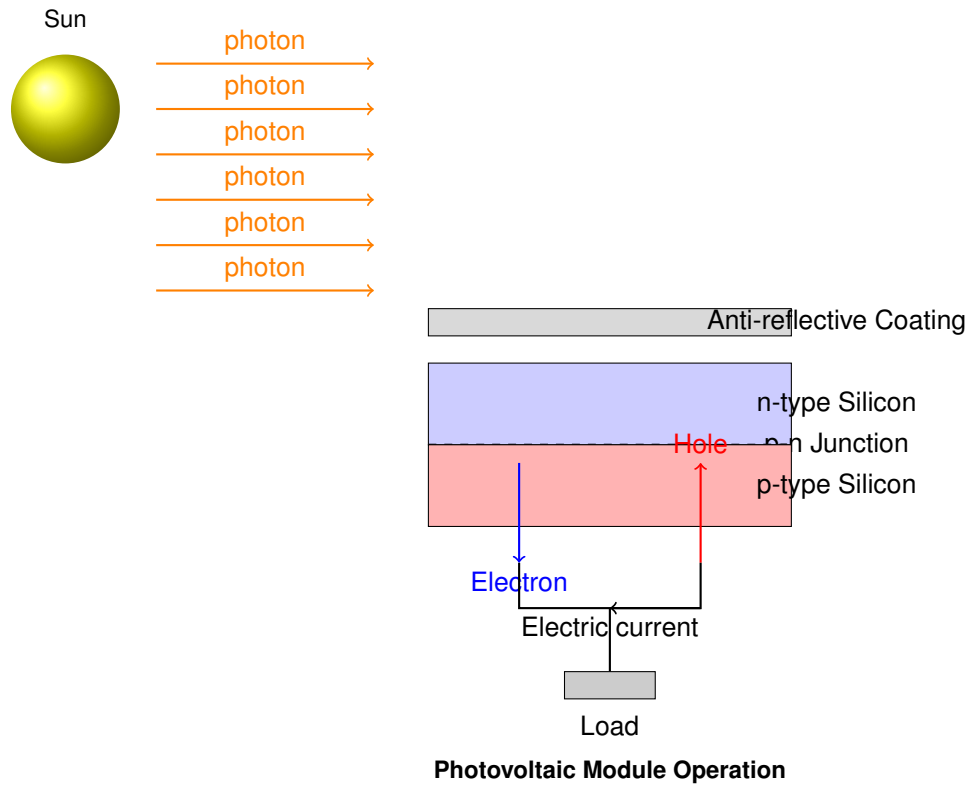 Sun
photon
photon
photon
photon
photon
photon
Anti-reflective Coating
n-type Silicon
p-n Junction
Hole
p-type Silicon
Electron
Electric current
Load
Photovoltaic Module Operation